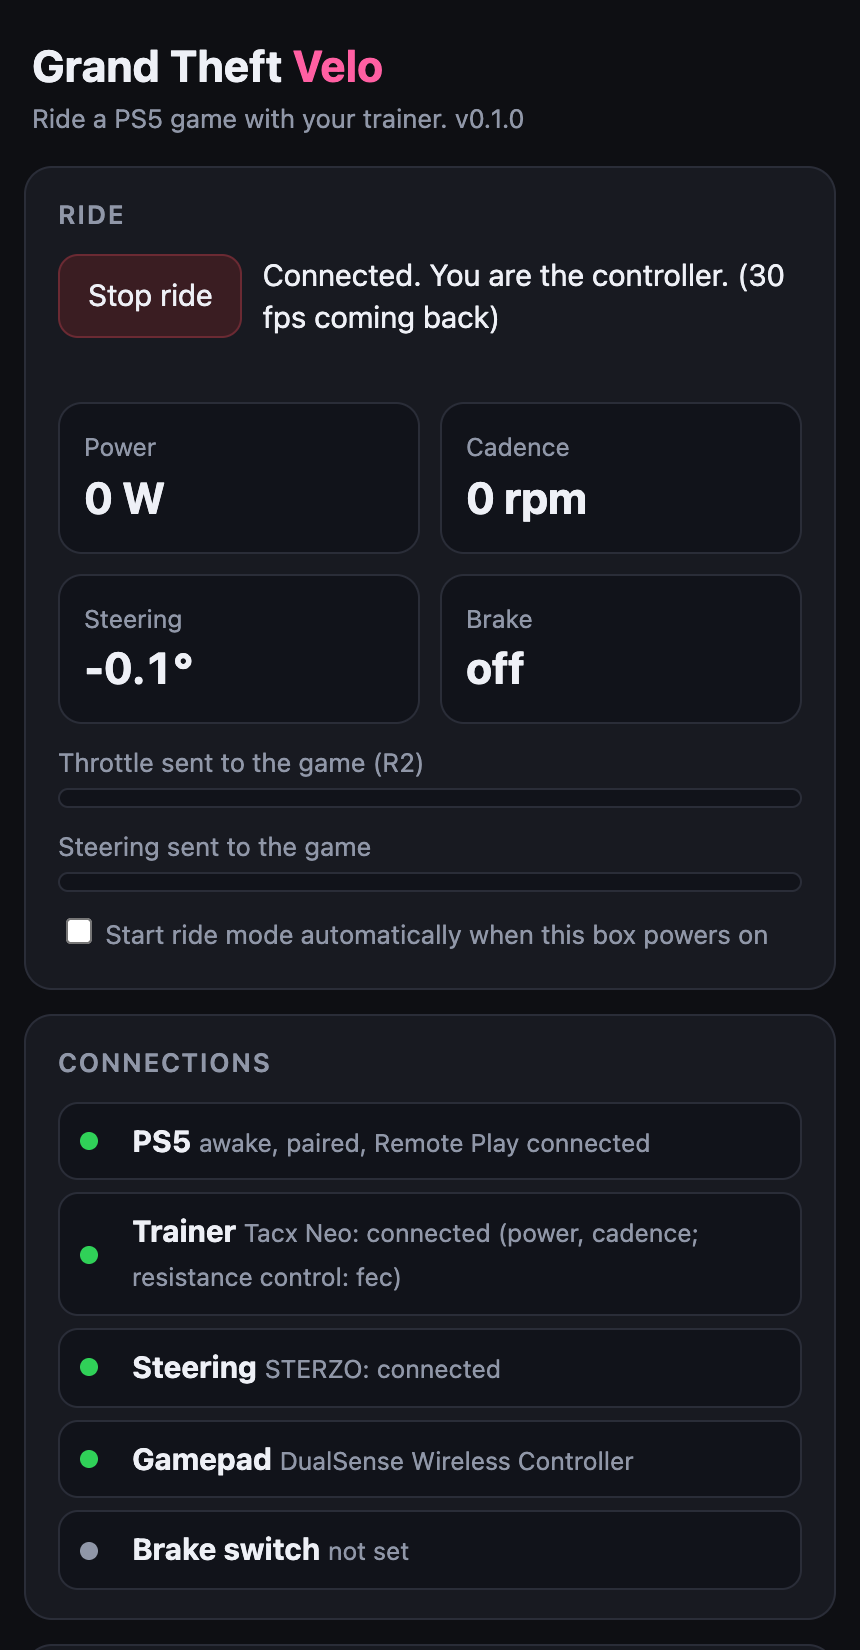 Grand Theft Velo
Ride a PS5 game with your trainer. v0.1.0
RIDE
Stop ride
Connected. You are the controller. (30
fps coming back)
Power
0 W
Cadence
0 rpm
Steering
-0.1°
Brake
off
Throttle sent to the game (R2)
Steering sent to the game
Start ride mode automatically when this box powers on
CONNECTIONS
PS5 awake, paired, Remote Play connected
Trainer Tacx Neo: connected (power, cadence;
resistance control: fec)
Steering STERZO: connected
Gamepad DualSense Wireless Controller
Brake switch not set